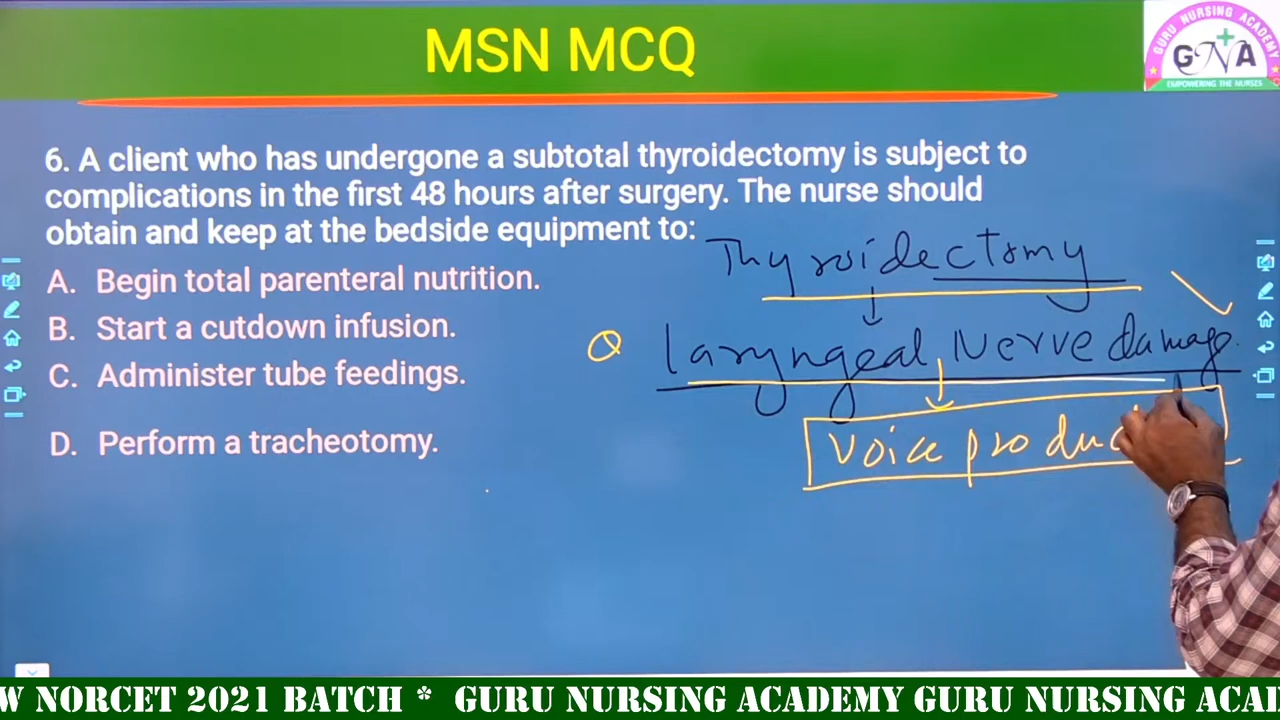 MSN MCQ
GURU NURSING ACADEMY
GNA
EMPOWERING THE NURSES
6. A client who has undergone a subtotal thyroidectomy is subject to
complications in the first 48 hours after surgery. The nurse should
obtain and keep at the bedside equipment to:
A. Begin total parenteral nutrition.
B. Start a cutdown infusion.
C. Administer tube feedings.
D. Perform a tracheotomy.
Thyroidectomy
laryngeal Nerve damage
voice produc
W NORCET 2021 BATCH * GURU NURSING ACADEMY GURU NURSING ACAD